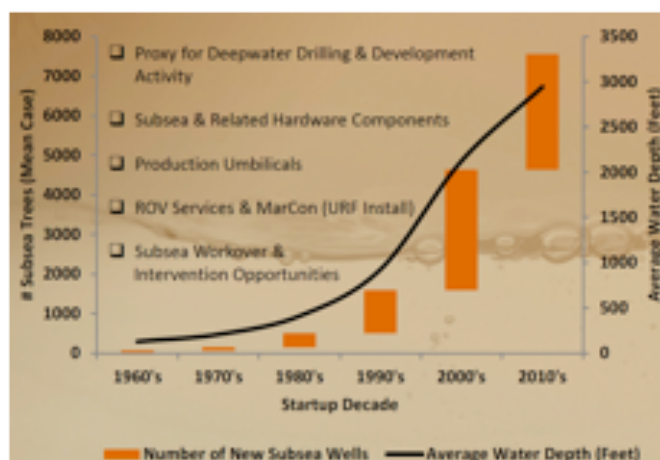 8000
7000
6000
5000
4000
3000
2000
1000
0
# Subsea Trees (Mean Case)
Proxy for Deepwater Drilling & Development
Activity
Subsea & Related Hardware Components
Production Umbilicals
ROV Services & MarCon (URF Install)
Subsea Workover &
Intervention Opportunities
3500
3000
2500
2000
1500
1000
500
0
Average Water Depth (Feet)
1960's 1970's 1980's 1990's 2000's 2010's
Startup Decade
Number of New Subsea Wells Average Water Depth (Feet)